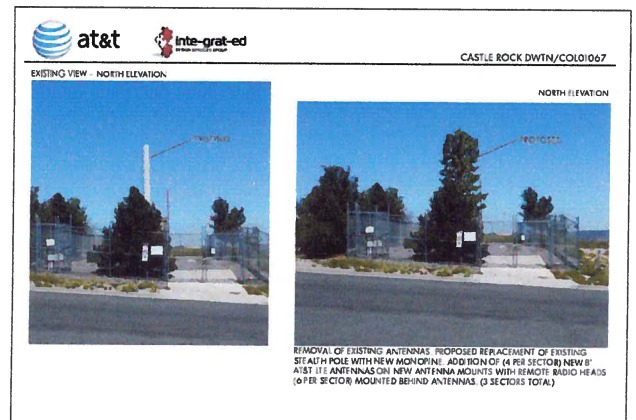 at&t
inte-grat-ed
CASTLE ROCK DWTN/COL01067
EXISTING VIEW - NORTH ELEVATION
NORTH ELEVATION
PROPOSED
REMOVAL OF EXISTING ANTENNAS. PROPOSED REPLACEMENT OF EXISTING
STEALTH POLE WITH NEW MONOPINE. ADDITION OF (4 PER SECTOR) NEW 8'
AT&T LTE ANTENNAS ON NEW ANTENNA MOUNTS WITH REMOTE RADIO HEADS
(6 PER SECTOR) MOUNTED BEHIND ANTENNAS. (3 SECTORS TOTAL)